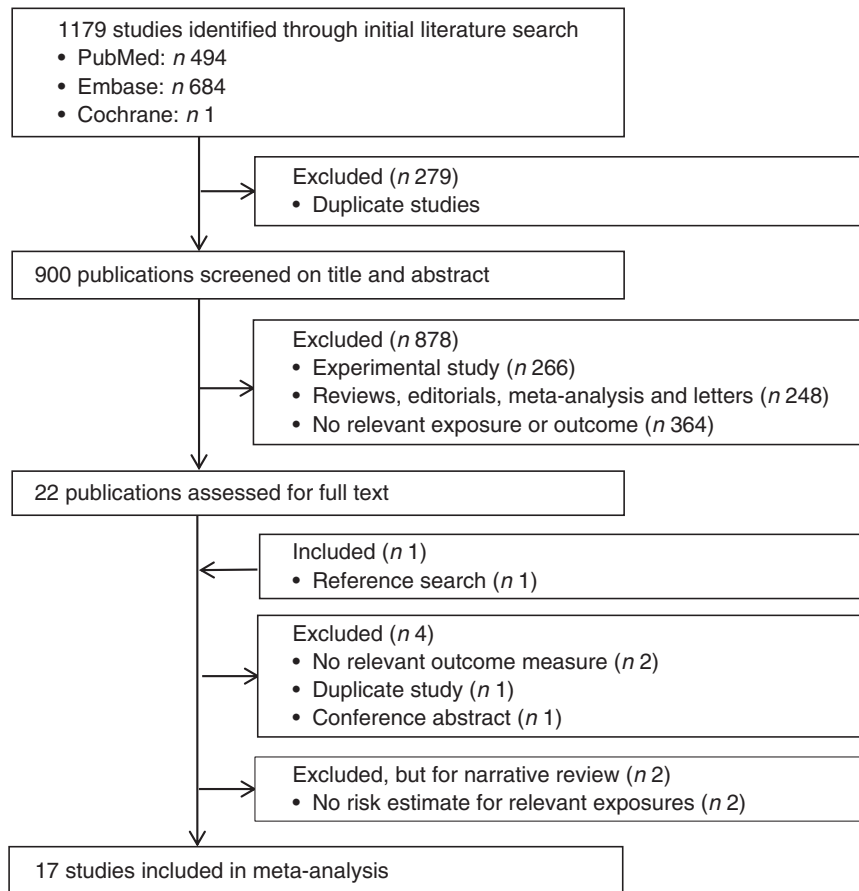 1179 studies identified through initial literature search
• PubMed: n 494
• Embase: n 684
• Cochrane: n 1
Excluded (n 279)
• Duplicate studies
900 publications screened on title and abstract
Excluded (n 878)
• Experimental study (n 266)
• Reviews, editorials, meta-analysis and letters (n 248)
• No relevant exposure or outcome (n 364)
22 publications assessed for full text
Included (n 1)
• Reference search (n 1)
Excluded (n 4)
• No relevant outcome measure (n 2)
• Duplicate study (n 1)
• Conference abstract (n 1)
Excluded, but for narrative review (n 2)
• No risk estimate for relevant exposures (n 2)
17 studies included in meta-analysis